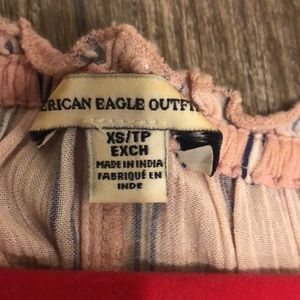 ERICAN EAGLE OUTFI
XS/TP
EXCH
MADE IN INDIA
FABRIQUÉ EN
INDE